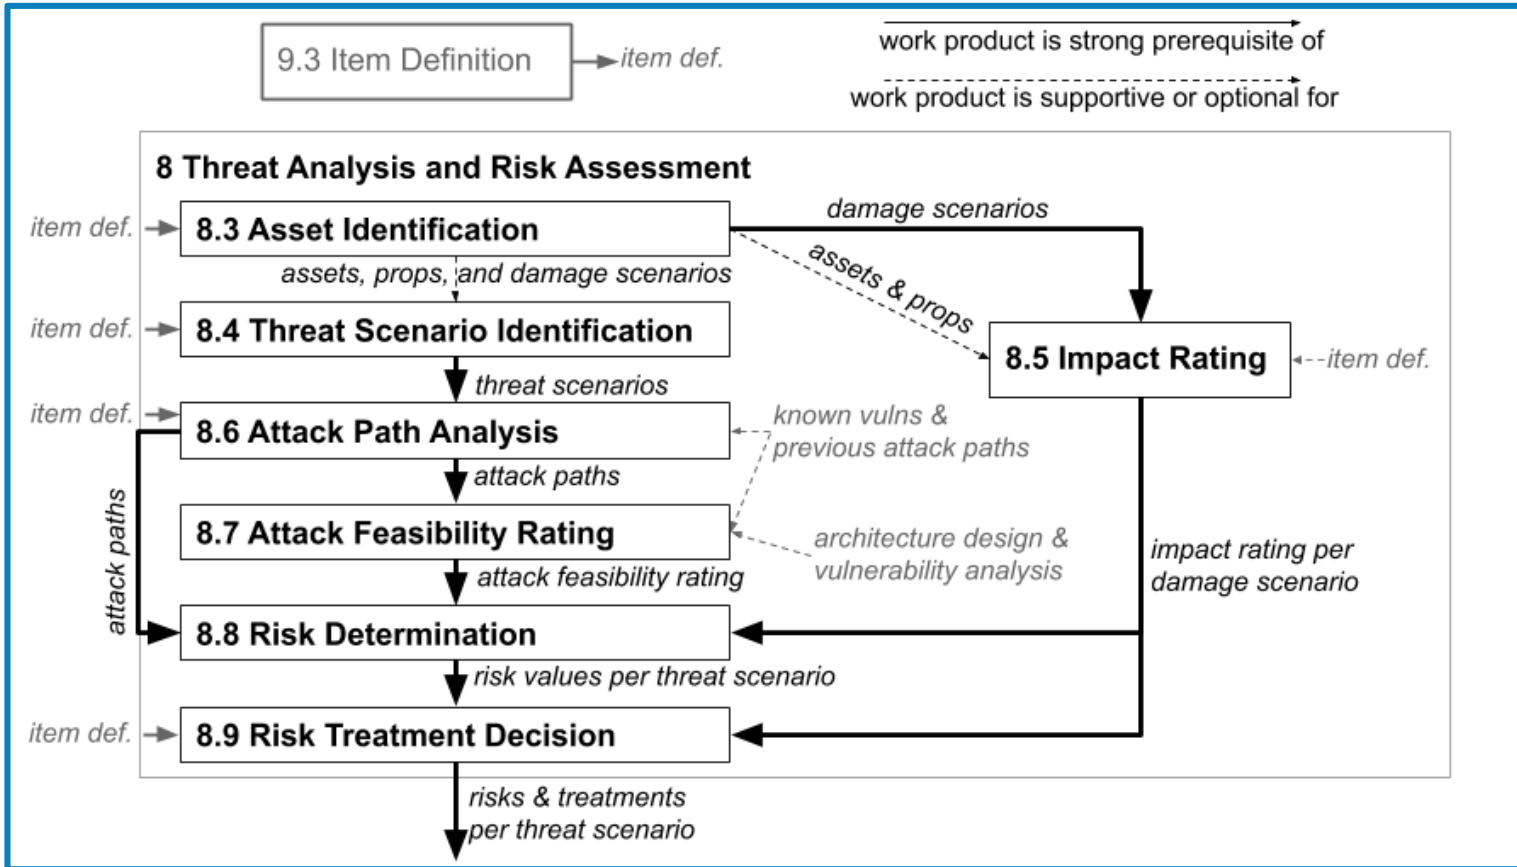 9.3 Item Definition
item def.
work product is strong prerequisite of
work product is supportive or optional for
8 Threat Analysis and Risk Assessment
item def.
8.3 Asset Identification
damage scenarios
assets, props, and damage scenarios
assets & props
item def.
8.4 Threat Scenario Identification
8.5 Impact Rating
item def.
threat scenarios
item def.
8.6 Attack Path Analysis
known vulns &
previous attack paths
attack paths
attack paths
8.7 Attack Feasibility Rating
architecture design &
vulnerability analysis
impact rating per
damage scenario
attack feasibility rating
8.8 Risk Determination
risk values per threat scenario
item def.
8.9 Risk Treatment Decision
risks & treatments
per threat scenario